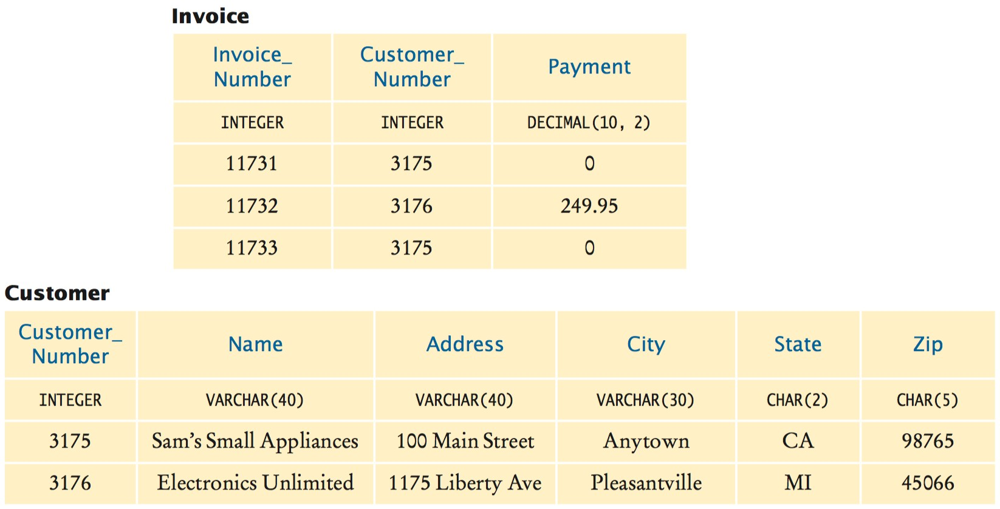 Invoice
Invoice_ Customer_ Payment
Number Number
INTEGER INTEGER DECIMAL(10, 2)
11731 3175 0
11732 3176 249.95
11733 3175 0
Customer
Customer_ Name Address City State Zip
Number
INTEGER VARCHAR(40) VARCHAR(40) VARCHAR(30) CHAR(2) CHAR(5)
3175 Sam’s Small Appliances 100 Main Street Anytown CA 98765
3176 Electronics Unlimited 1175 Liberty Ave Pleasantville MI 45066